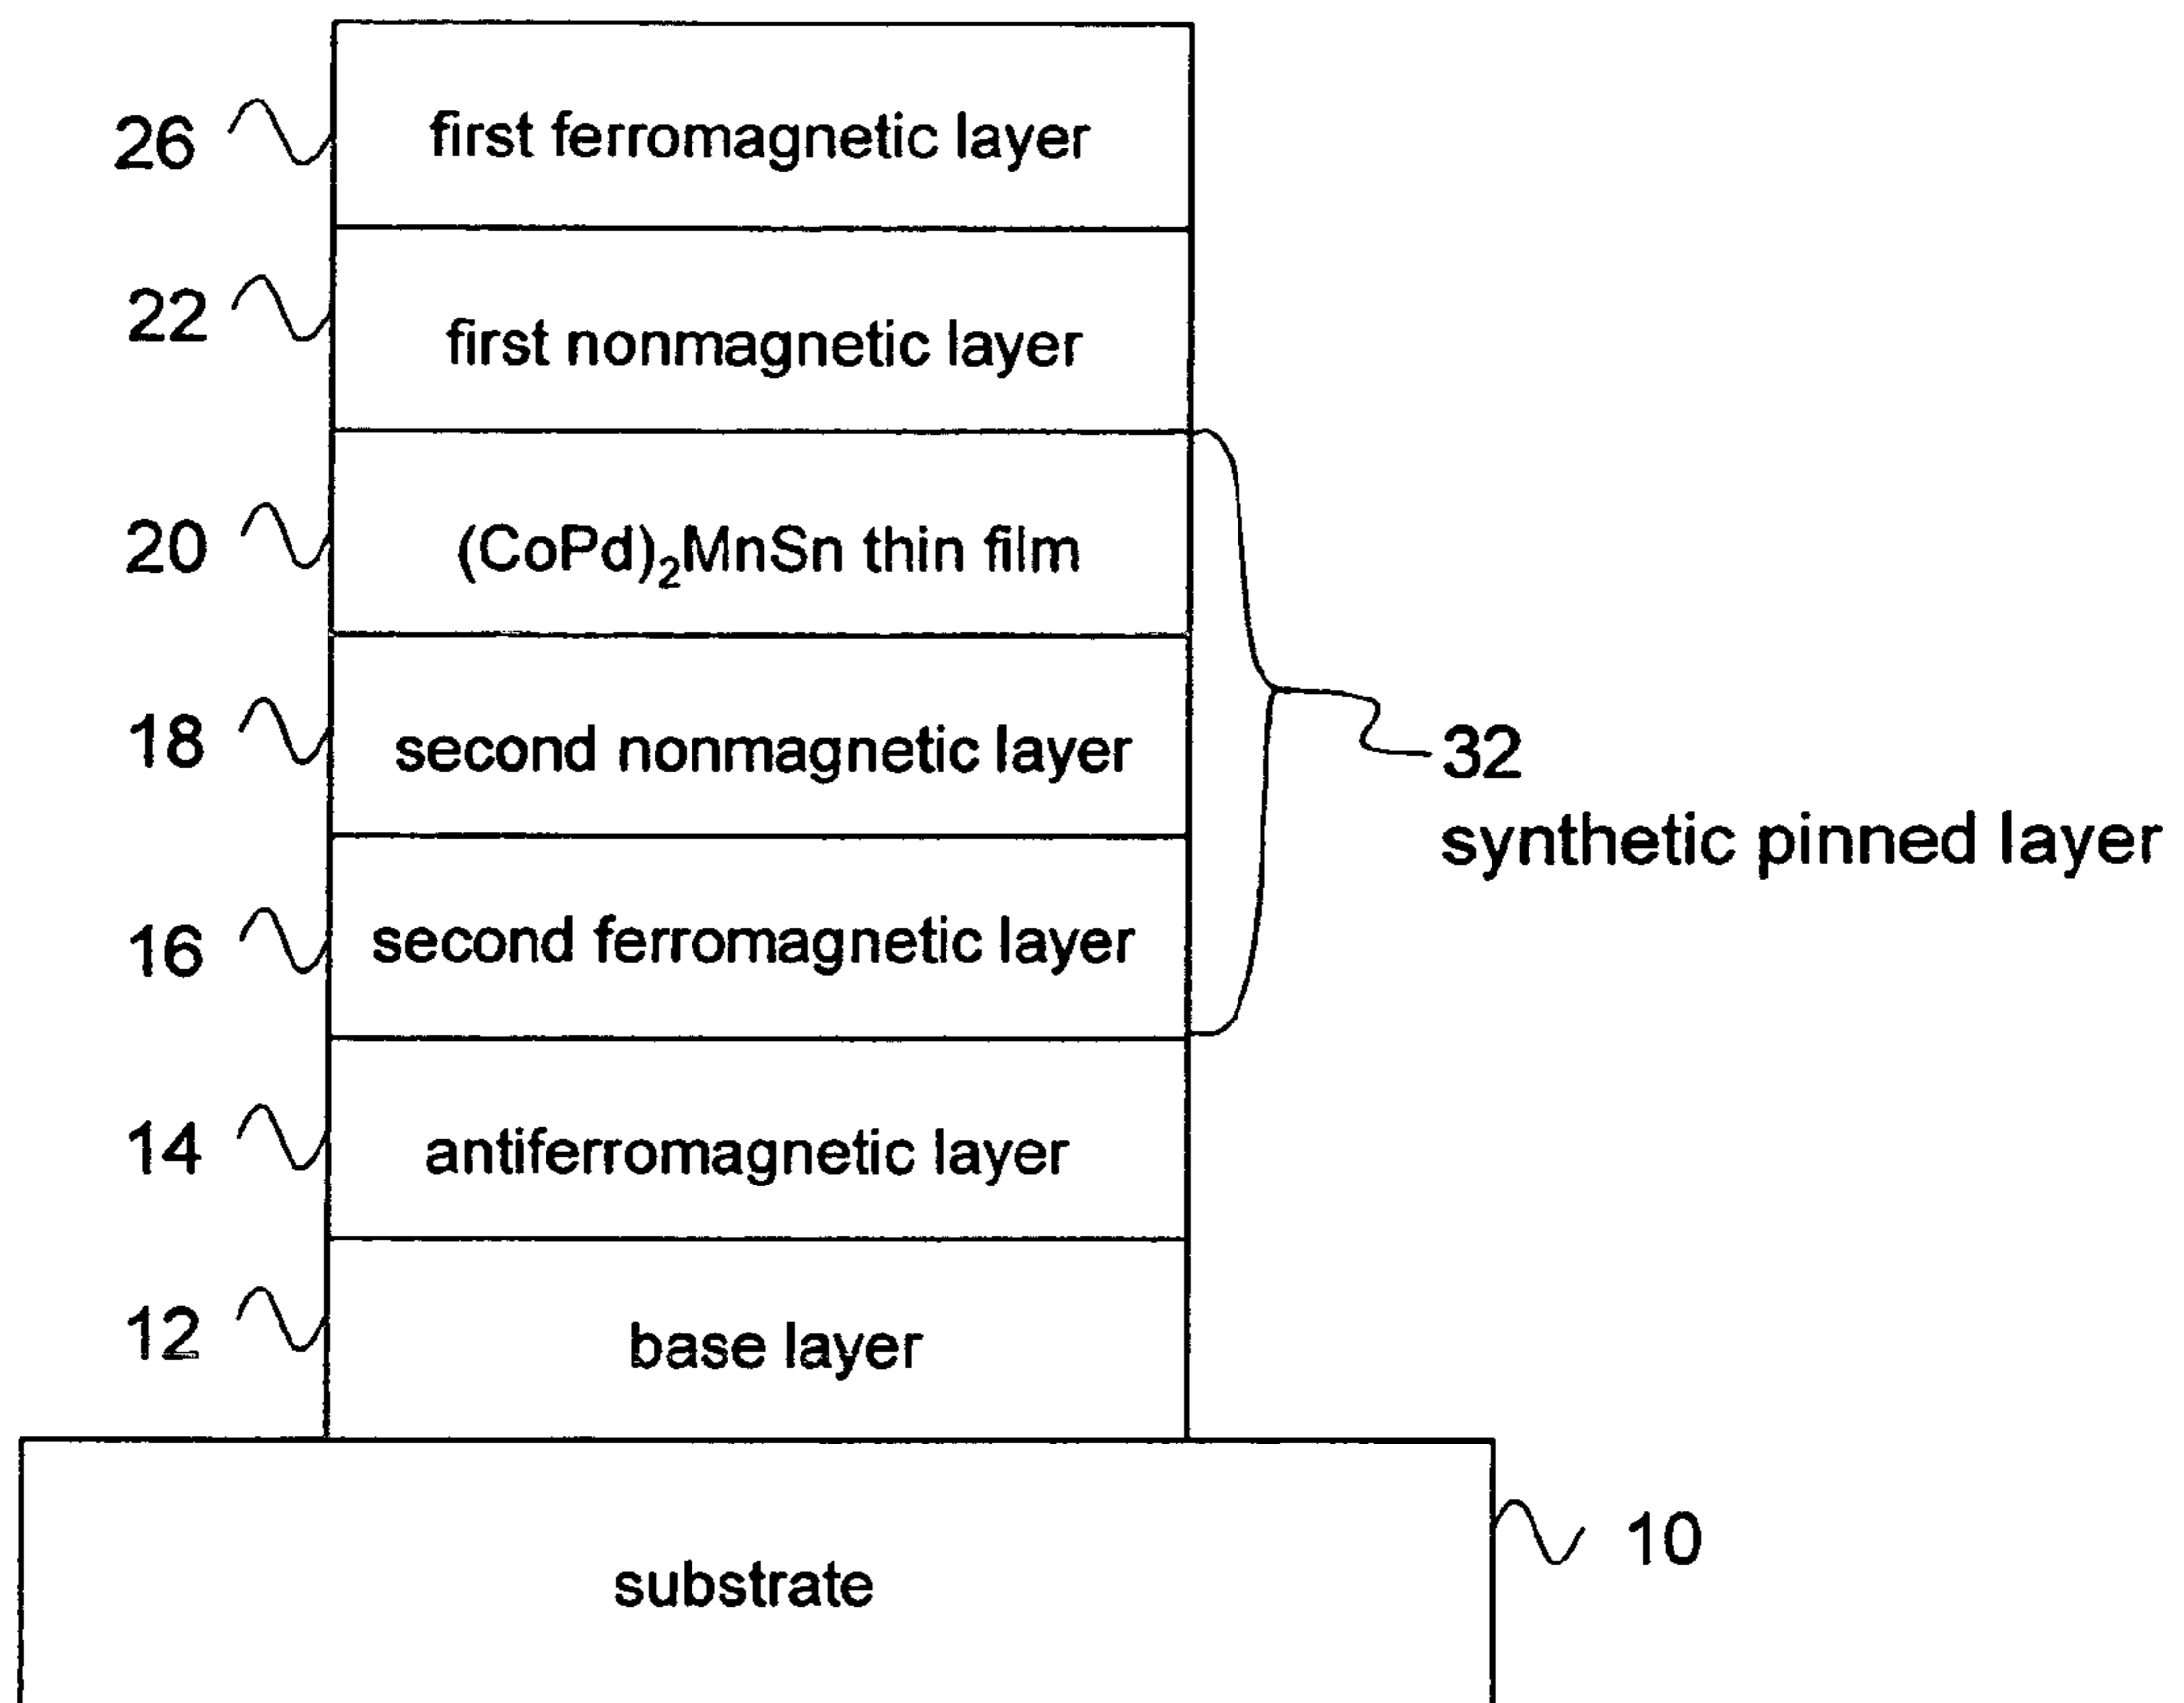 26 first ferromagnetic layer
22 first nonmagnetic layer
20 (CoPd)₂MnSn thin film
18 second nonmagnetic layer
32
synthetic pinned layer
16 second ferromagnetic layer
14 antiferromagnetic layer
12 base layer
10
substrate